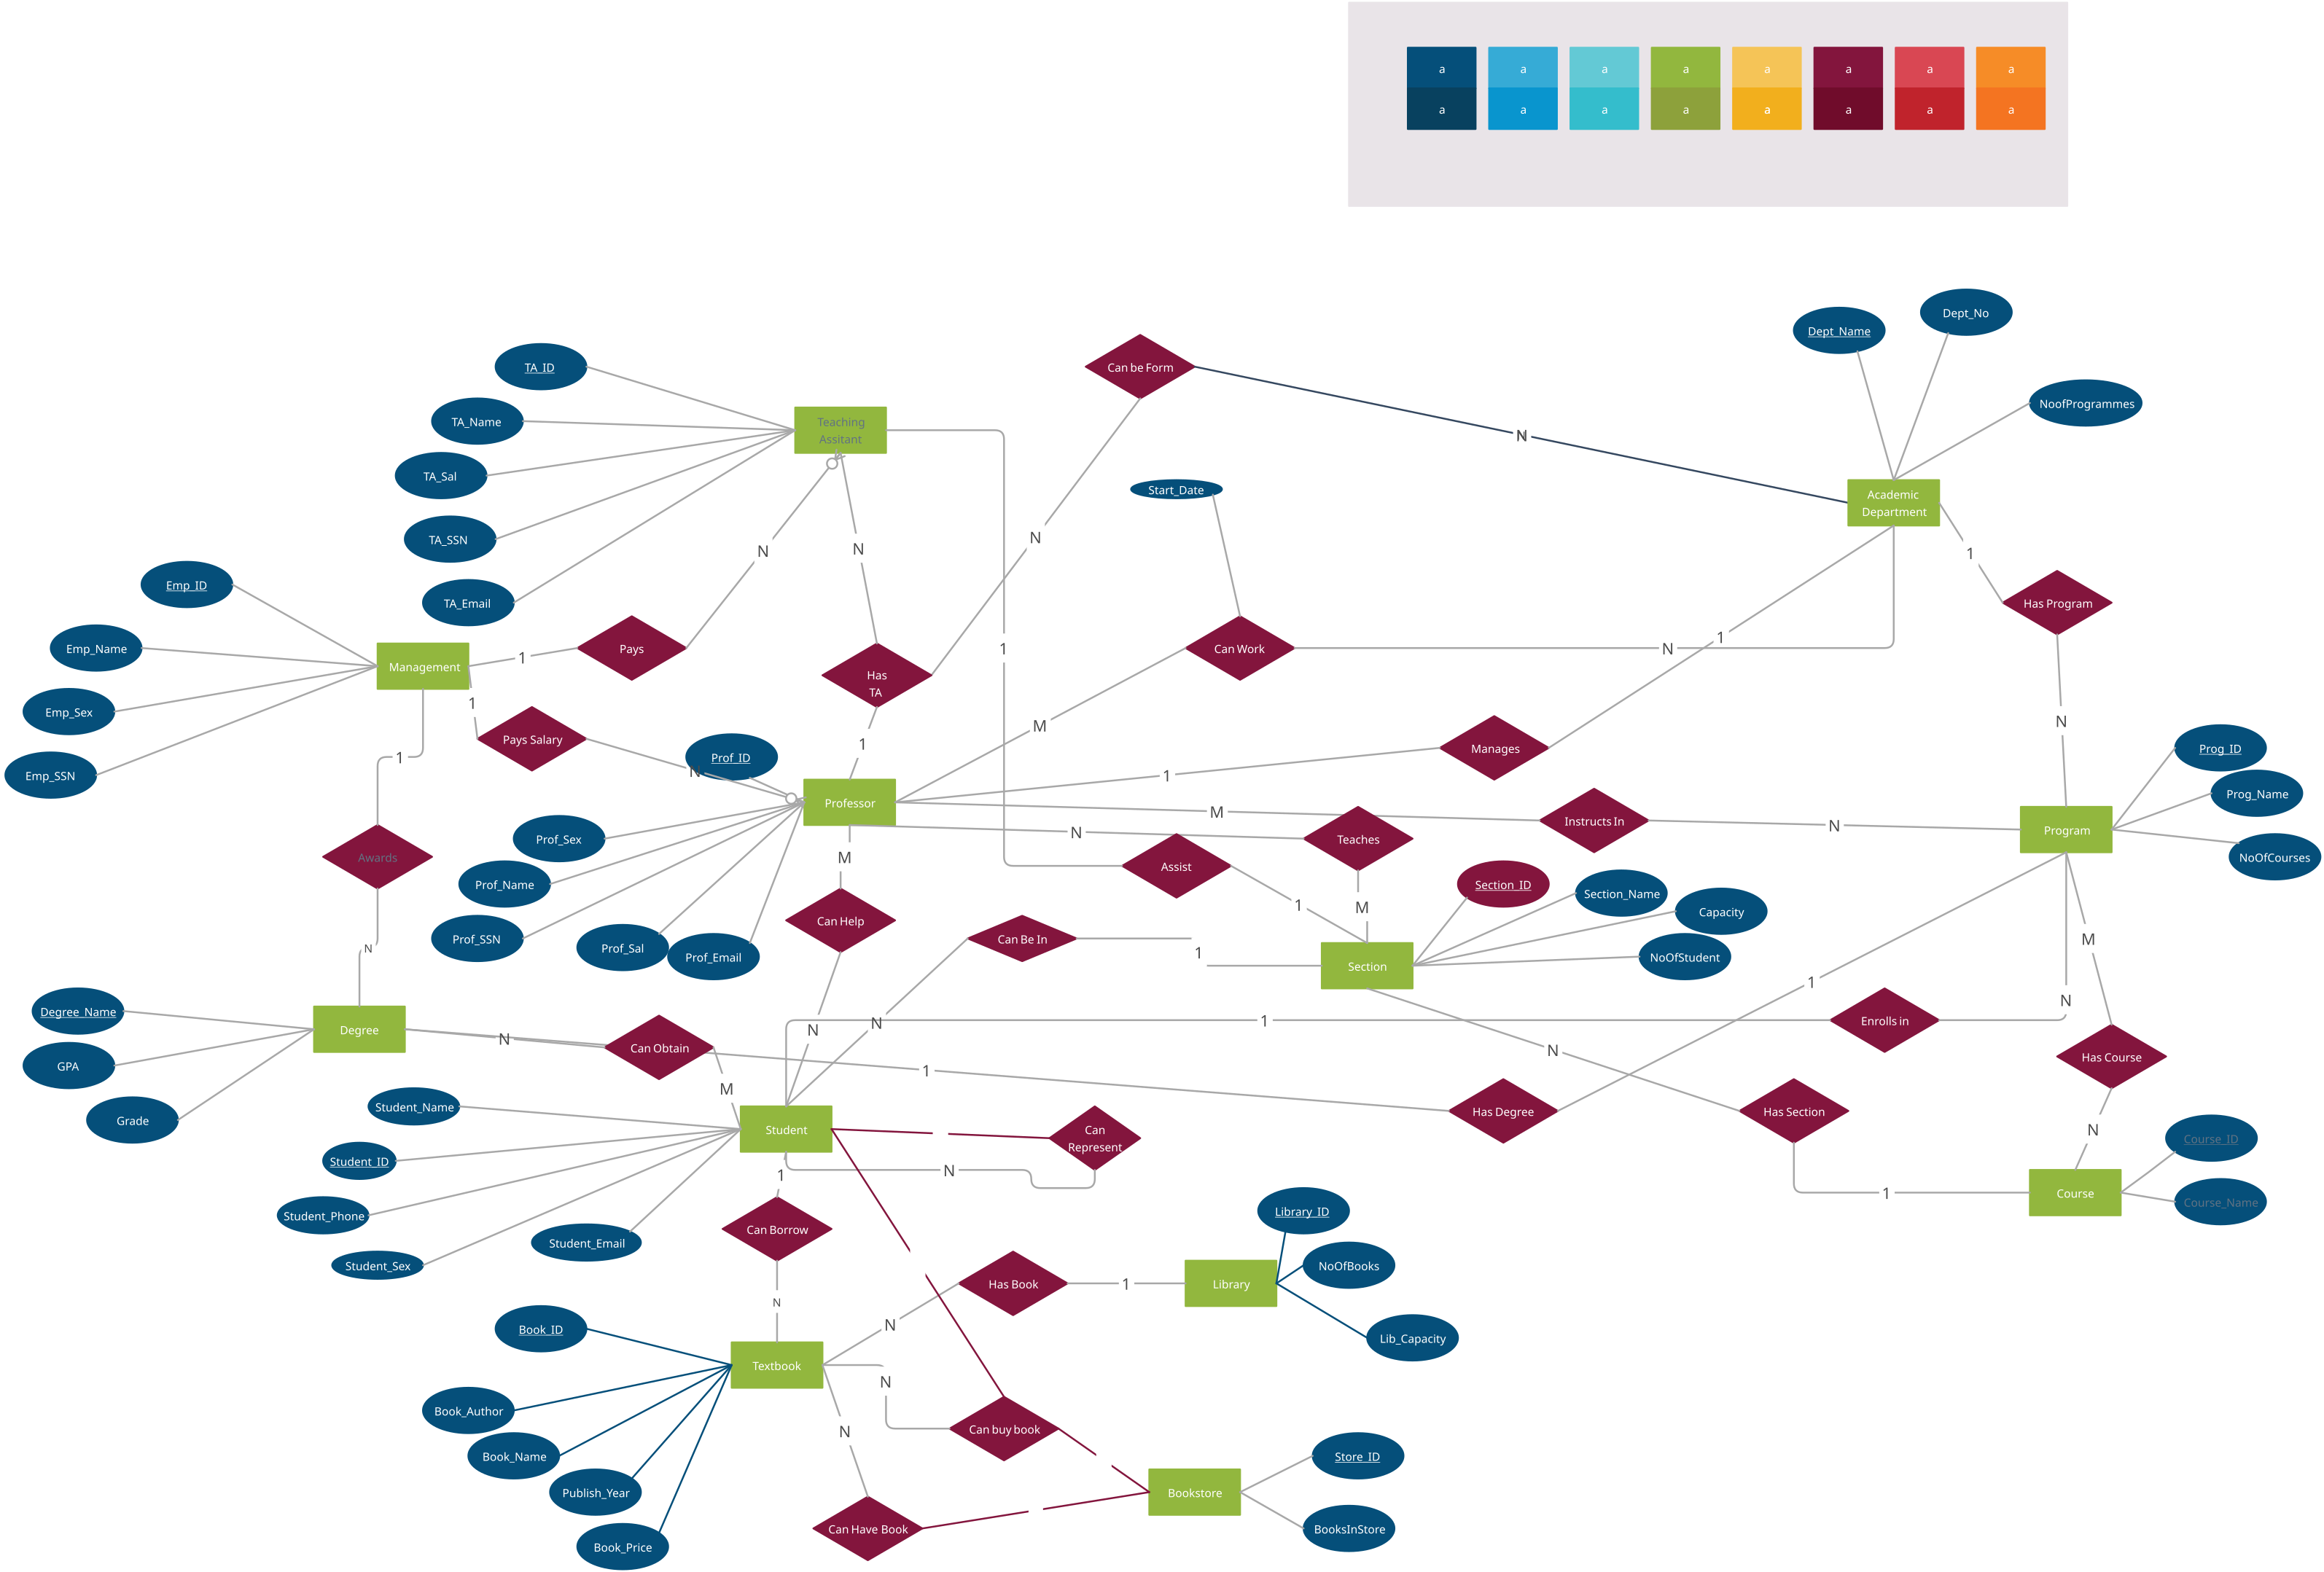 a a a a a a a a
a a a a a a a a
Dept_No
Dept_Name
Can be Form
TA_ID
NoofProgrammes
TA_Name
Teaching
Assitant
N
TA_Sal
Start_Date
Academic
Department
TA_SSN
N
N
N
1
Emp_ID
TA_Email
Has Program
1
Emp_Name
Pays
1
Can Work
N
1
Management
1
Has
TA
1
Emp_Sex
N
M
Pays Salary
1
Manages
Prof_ID
Prog_ID
1
N
Emp_SSN
1
Prog_Name
Professor
M
Instructs In
N
Program
N
Teaches
Prof_Sex
Awards
M
NoOfCourses
Assist
Prof_Name
Section_ID
Section_Name
1
M
Capacity
Can Help
Prof_SSN
Can Be In
M
N
Prof_Sal
Prof_Email
1
NoOfStudent
Section
1
N
Degree_Name
Enrolls in
1
N
N
Degree
N
Can Obtain
N
Has Course
GPA
1
M
Student_Name
Has Degree
Has Section
Grade
Student
Can
Represent
N
Course_ID
Student_ID
N
1
Course
1
Course_Name
Student_Phone
Library_ID
Can Borrow
Student_Email
Student_Sex
NoOfBooks
Has Book
1
Library
N
Book_ID
N
Lib_Capacity
Textbook
N
Book_Author
N
Can buy book
Book_Name
Store_ID
Publish_Year
Bookstore
Can Have Book
BooksInStore
Book_Price